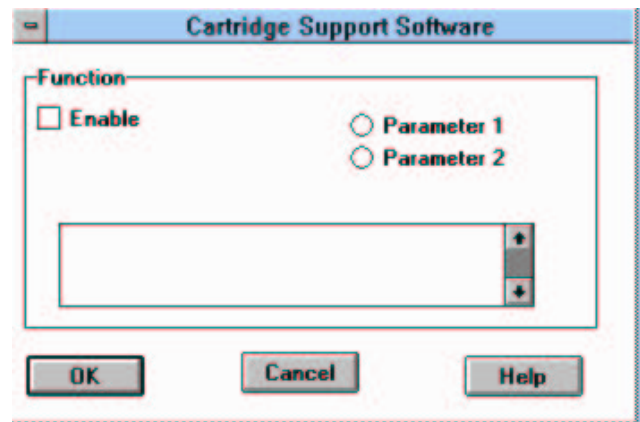 Cartridge Support Software
Function
Enable
Parameter 1
Parameter 2
OK
Cancel
Help